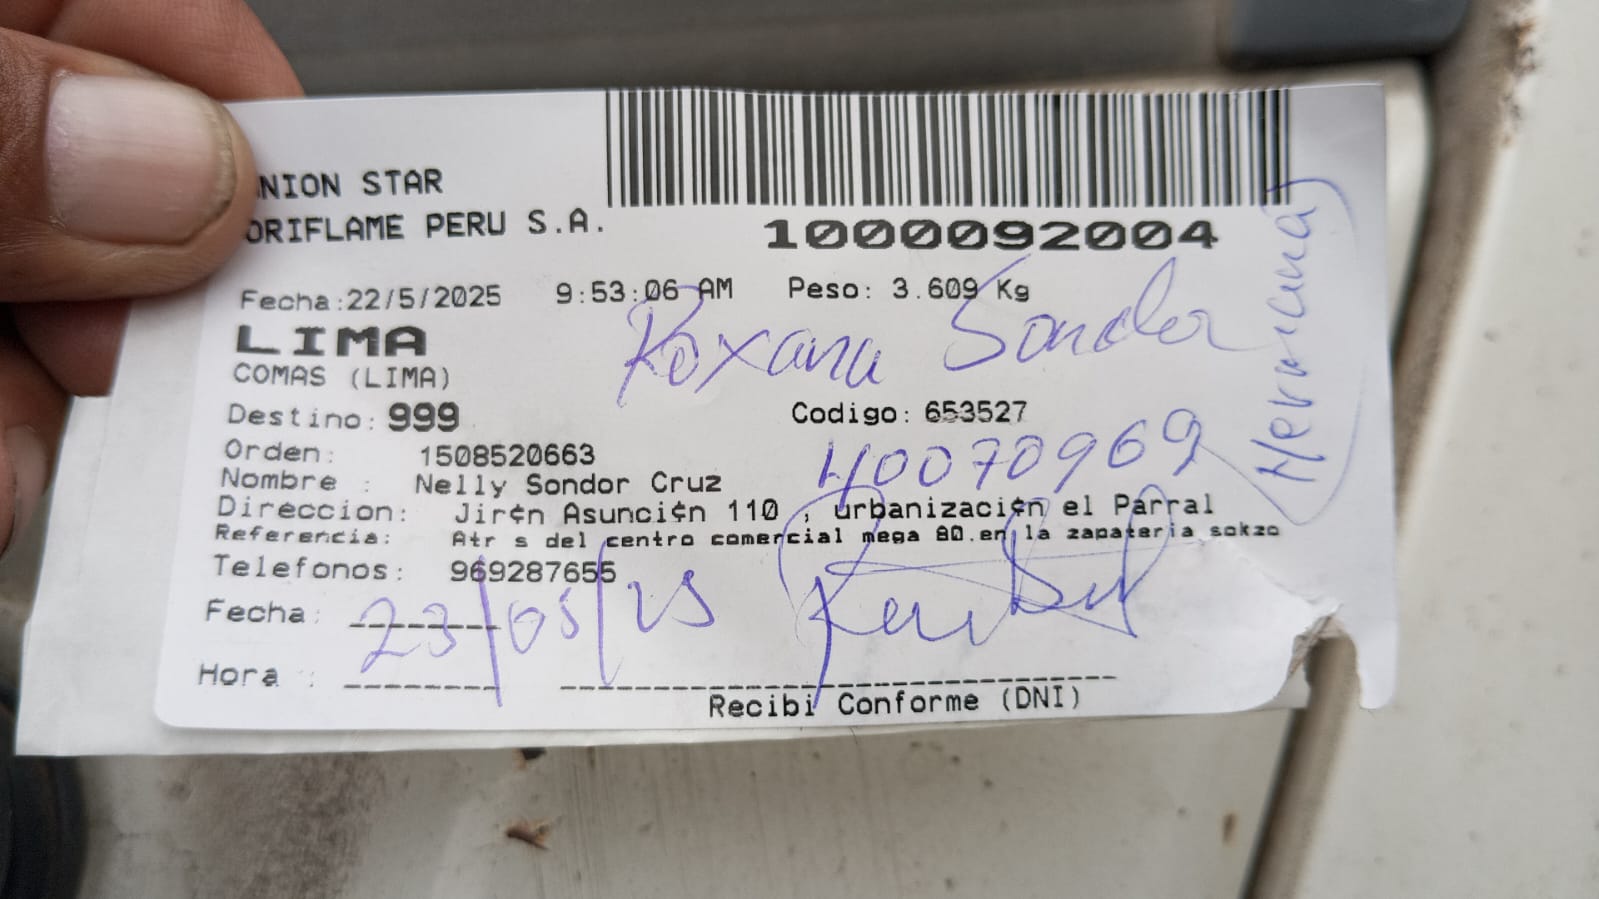 NION STAR
ORIFLAME PERU S.A.
1000092004
Fecha:22/5/2025 9:53:06 AM Peso: 3.609 Kg
LIMA
Roxana Sondor
Hermana
COMAS (LIMA)
Destino: 999 Codigo: 653527
40070969
Orden: 1508520663
Nombre : Nelly Sondor Cruz
Direccion: Jir¢n Asunci¢n 110 , urbanizaci¢n el Parral
Referencia: Atr s del centro comercial mega 80.en la zapateria sokzo
Telefonos: 969287655
Fecha: 23/05/25
Hora :
Recibi Conforme (DNI)